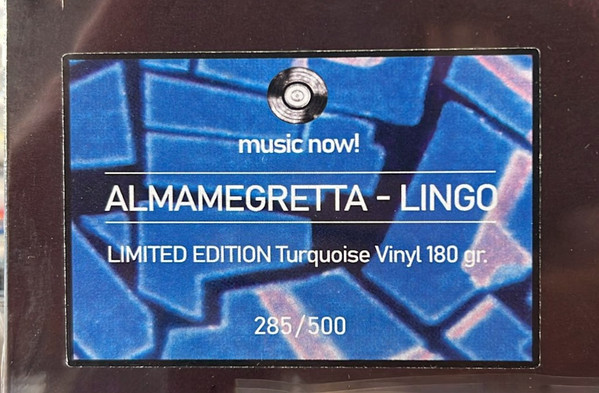 music now!
ALMAMEGRETTA - LINGO
LIMITED EDITION Turquoise Vinyl 180 gr.
285/500